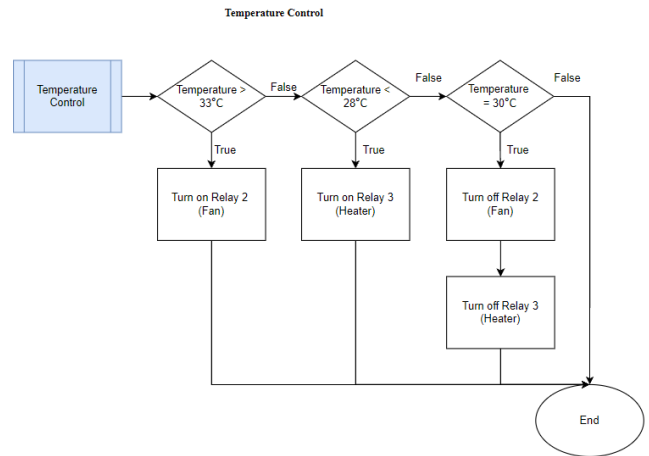 Temperature Control
Temperature
Control
Temperature >
33°C
False
Temperature <
28°C
False
Temperature
= 30°C
False
True
True
True
Turn on Relay 2
(Fan)
Turn on Relay 3
(Heater)
Turn off Relay 2
(Fan)
Turn off Relay 3
(Heater)
End